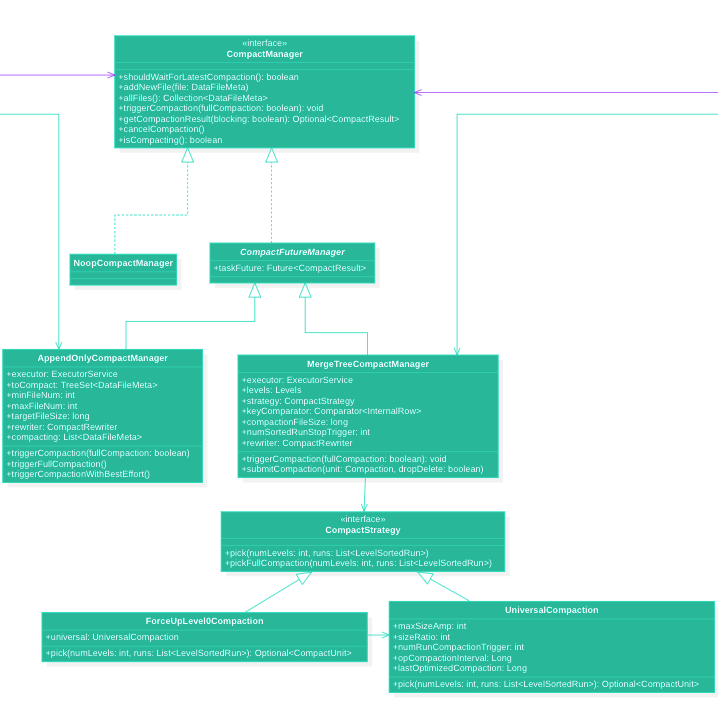 «interface»
CompactManager
+shouldWaitForLatestCompaction(): boolean
+addNewFile(file: DataFileMeta)
+allFiles(): Collection<DataFileMeta>
+triggerCompaction(fullCompaction: boolean): void
+getCompactionResult(blocking: boolean): Optional<CompactResult>
+cancelCompaction()
+isCompacting(): boolean
NoopCompactManager
CompactFutureManager
+taskFuture: Future<CompactResult>
AppendOnlyCompactManager
+executor: ExecutorService
+toCompact: TreeSet<DataFileMeta>
+minFileNum: int
+maxFileNum: int
+targetFileSize: long
+rewriter: CompactRewriter
+compacting: List<DataFileMeta>
+triggerCompaction(fullCompaction: boolean)
+triggerFullCompaction()
+triggerCompactionWithBestEffort()
MergeTreeCompactManager
+executor: ExecutorService
+levels: Levels
+strategy: CompactStrategy
+keyComparator: Comparator<InternalRow>
+compactionFileSize: long
+numSortedRunStopTrigger: int
+rewriter: CompactRewriter
+triggerCompaction(fullCompaction: boolean): void
+submitCompaction(unit: Compaction, dropDelete: boolean)
«interface»
CompactStrategy
+pick(numLevels: int, runs: List<LevelSortedRun>)
+pickFullCompaction(numLevels: int, runs: List<LevelSortedRun>)
ForceUpLevel0Compaction
+universal: UniversalCompaction
+pick(numLevels: int, runs: List<LevelSortedRun>): Optional<CompactUnit>
UniversalCompaction
+maxSizeAmp: int
+sizeRatio: int
+numRunCompactionTrigger: int
+opCompactionInterval: Long
+lastOptimizedCompaction: Long
+pick(numLevels: int, runs: List<LevelSortedRun>): Optional<CompactUnit>